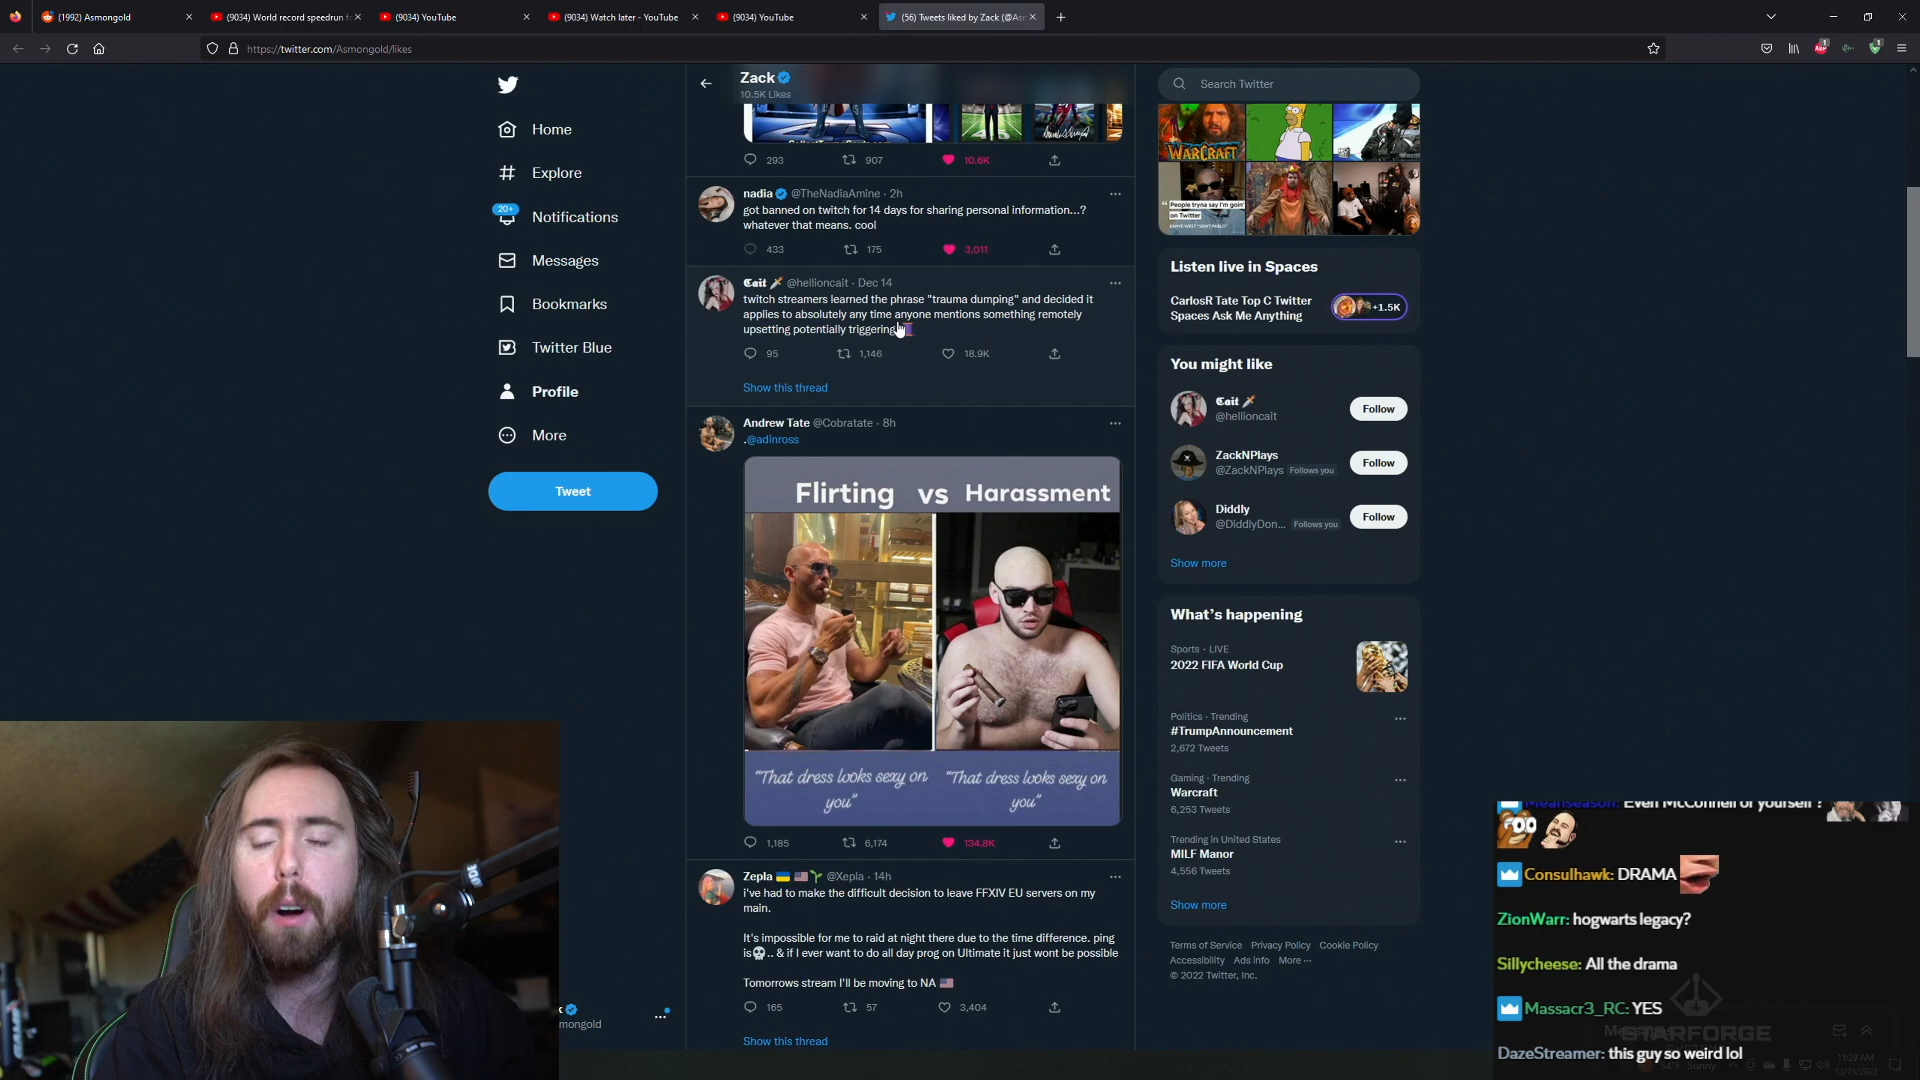 (1992) Asmongold
(9034) World record speedrun f
(9034) YouTube
(9034) Watch later - YouTube
(9034) YouTube
(56) Tweets liked by Zack (@Asm
https://twitter.com/Asmongold/likes
Home
Explore
20+
Notifications
Messages
Bookmarks
Twitter Blue
Profile
More
Tweet
mongold
Zack
10.5K Likes
293 907 10.6K
nadia @TheNadiaAmine · 2h
got banned on twitch for 14 days for sharing personal information...?
whatever that means. cool
433 175 3,011
Cait @hellioncait · Dec 14
twitch streamers learned the phrase "trauma dumping" and decided it
applies to absolutely any time anyone mentions something remotely
upsetting potentially triggering
95 1,146 18.9K
Show this thread
Andrew Tate @Cobratate · 8h
.@adinross
Flirting vs Harassment
"That dress looks sexy on
you"
"That dress looks sexy on
you"
1,185 6,174 134.8K
Zepla @Xepla · 14h
i've had to make the difficult decision to leave FFXIV EU servers on my
main.
It's impossible for me to raid at night there due to the time difference. ping
is .. & if I ever want to do all day prog on Ultimate it just wont be possible
Tomorrows stream I'll be moving to NA
165 57 3,404
Show this thread
Search Twitter
WARCRAFT
People tryna say I'm goin'
on Twitter
Listen live in Spaces
CarlosR Tate Top C Twitter
Spaces Ask Me Anything
+1.5K
You might like
Cait
@hellioncait
Follow
ZackNPlays
@ZackNPlays Follows you
Follow
Diddly
@DiddlyDon... Follows you
Follow
Show more
What's happening
Sports · LIVE
2022 FIFA World Cup
Politics · Trending
#TrumpAnnouncement
2,672 Tweets
Gaming · Trending
Warcraft
6,253 Tweets
Trending in United States
MILF Manor
4,556 Tweets
Show more
Terms of Service Privacy Policy Cookie Policy
Accessibility Ads info More ···
© 2022 Twitter, Inc.
Meanseason: Even McConnell or yourself ?
Consulhawk: DRAMA
ZionWarr: hogwarts legacy?
Sillycheese: All the drama
Massacr3_RC: YES
STARFORGE
DazeStreamer: this guy so weird lol
11:29 AM
12/15/2022